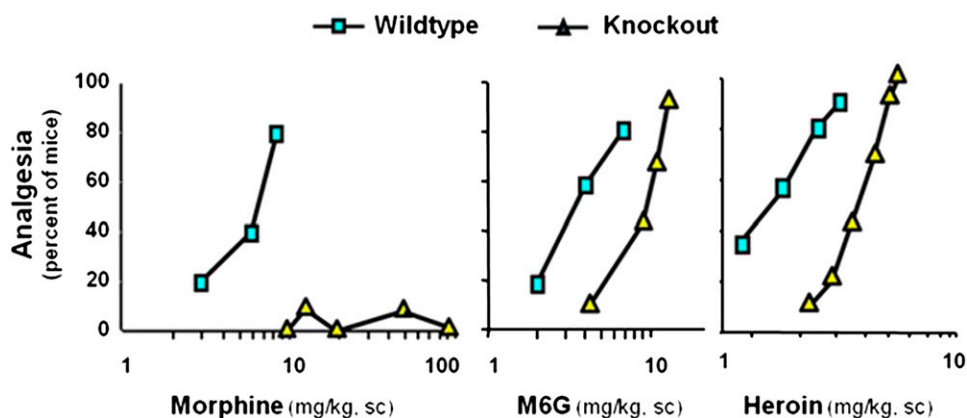 Wildtype Knockout
Analgesia
(percent of mice)
100
80
60
40
20
0
1 10 100 1 10 1 10
Morphine (mg/kg, sc) M6G (mg/kg, sc) Heroin (mg/kg, sc)